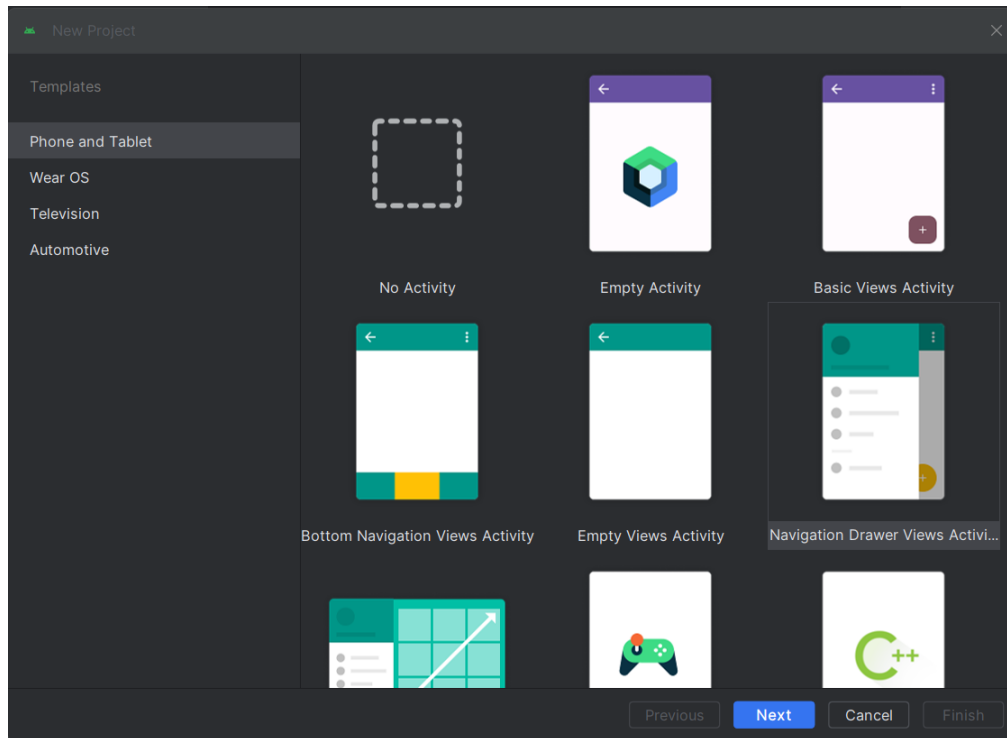 New Project
Templates
Phone and Tablet
Wear OS
Television
Automotive
No Activity
Empty Activity
Basic Views Activity
Bottom Navigation Views Activity
Empty Views Activity
Navigation Drawer Views Activi...
C++
Previous
Next
Cancel
Finish